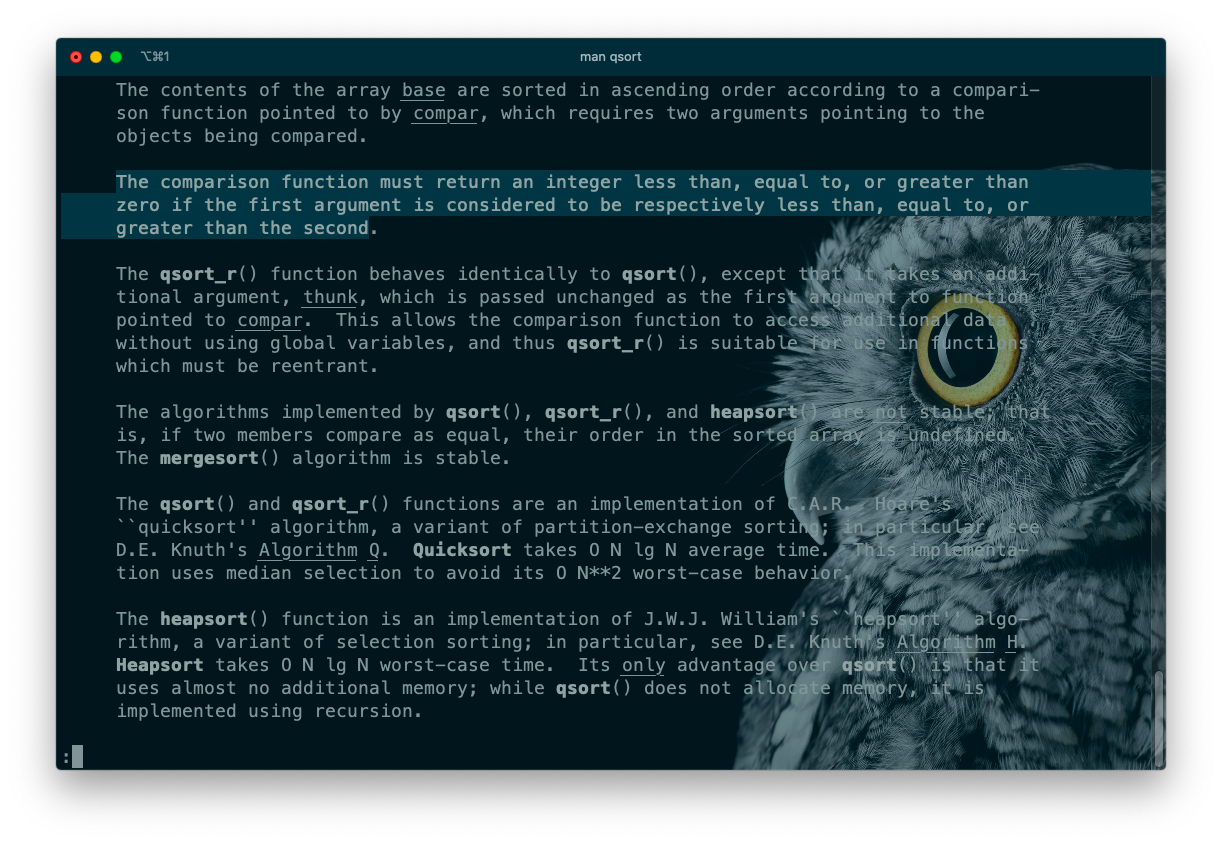 ⌥⌘1
man qsort
The contents of the array base are sorted in ascending order according to a compari-
son function pointed to by compar, which requires two arguments pointing to the
objects being compared.
The comparison function must return an integer less than, equal to, or greater than
zero if the first argument is considered to be respectively less than, equal to, or
greater than the second.
The qsort_r() function behaves identically to qsort(), except that it takes an addi-
tional argument, thunk, which is passed unchanged as the first argument to function
pointed to compar.  This allows the comparison function to access additional data
without using global variables, and thus qsort_r() is suitable for use in functions
which must be reentrant.
The algorithms implemented by qsort(), qsort_r(), and heapsort() are not stable; that
is, if two members compare as equal, their order in the sorted array is undefined.
The mergesort() algorithm is stable.
The qsort() and qsort_r() functions are an implementation of C.A.R.  Hoare's
``quicksort'' algorithm, a variant of partition-exchange sorting; in particular, see
D.E. Knuth's Algorithm Q.  Quicksort takes O N lg N average time.  This implementa-
tion uses median selection to avoid its O N**2 worst-case behavior.
The heapsort() function is an implementation of J.W.J. William's ``heapsort'' algo-
rithm, a variant of selection sorting; in particular, see D.E. Knuth's Algorithm H.
Heapsort takes O N lg N worst-case time.  Its only advantage over qsort() is that it
uses almost no additional memory; while qsort() does not allocate memory, it is
implemented using recursion.
: